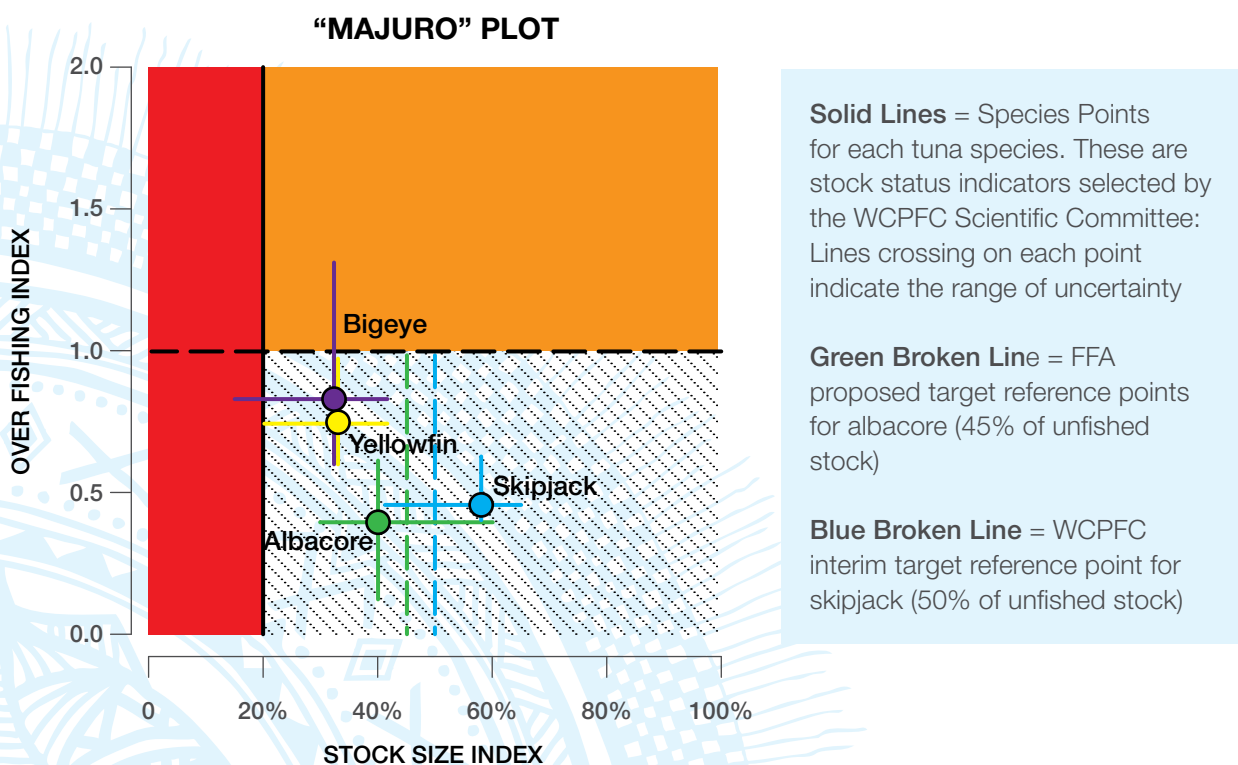 “MAJURO” PLOT
OVER FISHING INDEX
2.0
1.5
1.0
0.5
0.0
Bigeye
Yellowfin
Skipjack
Albacore
0
20%
40%
60%
80%
100%
STOCK SIZE INDEX
Solid Lines = Species Points
for each tuna species. These are
stock status indicators selected by
the WCPFC Scientific Committee:
Lines crossing on each point
indicate the range of uncertainty
Green Broken Line = FFA
proposed target reference points
for albacore (45% of unfished
stock)
Blue Broken Line = WCPFC
interim target reference point for
skipjack (50% of unfished stock)